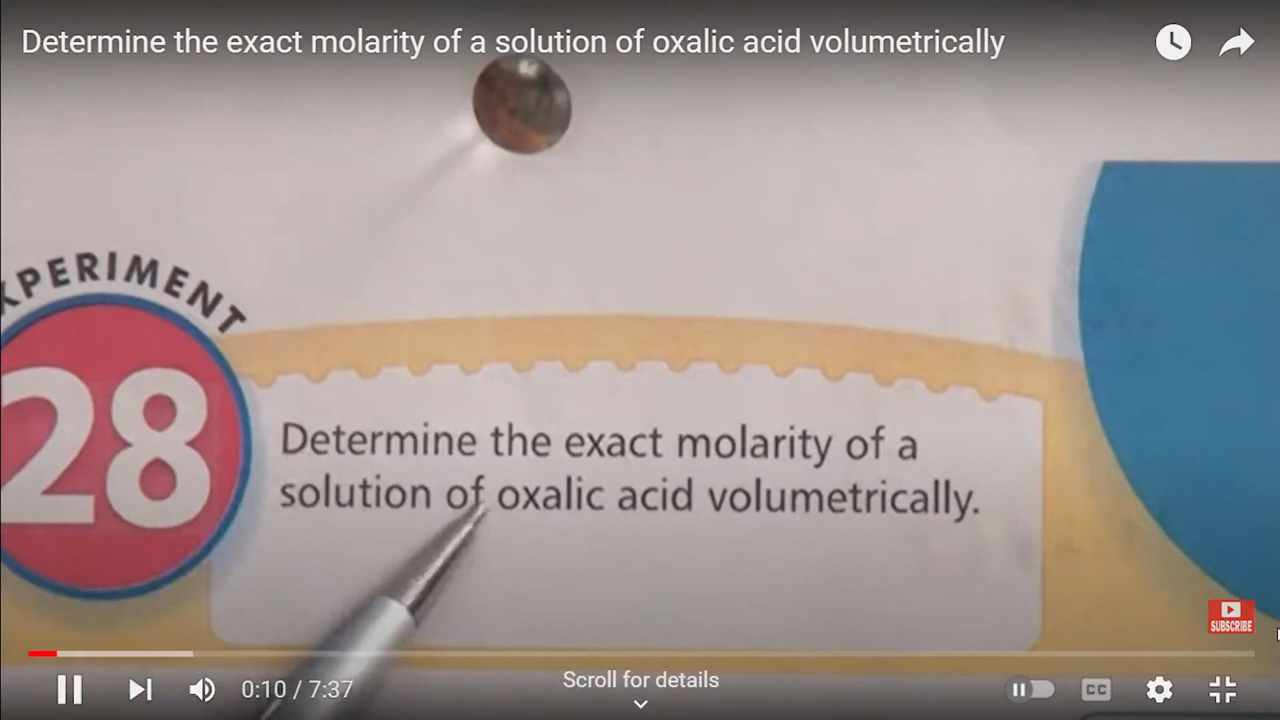 Determine the exact molarity of a solution of oxalic acid volumetrically
XPERIMENT
28
Determine the exact molarity of a
solution of oxalic acid volumetrically.
SUBSCRIBE
0:10 / 7:37
Scroll for details
CC